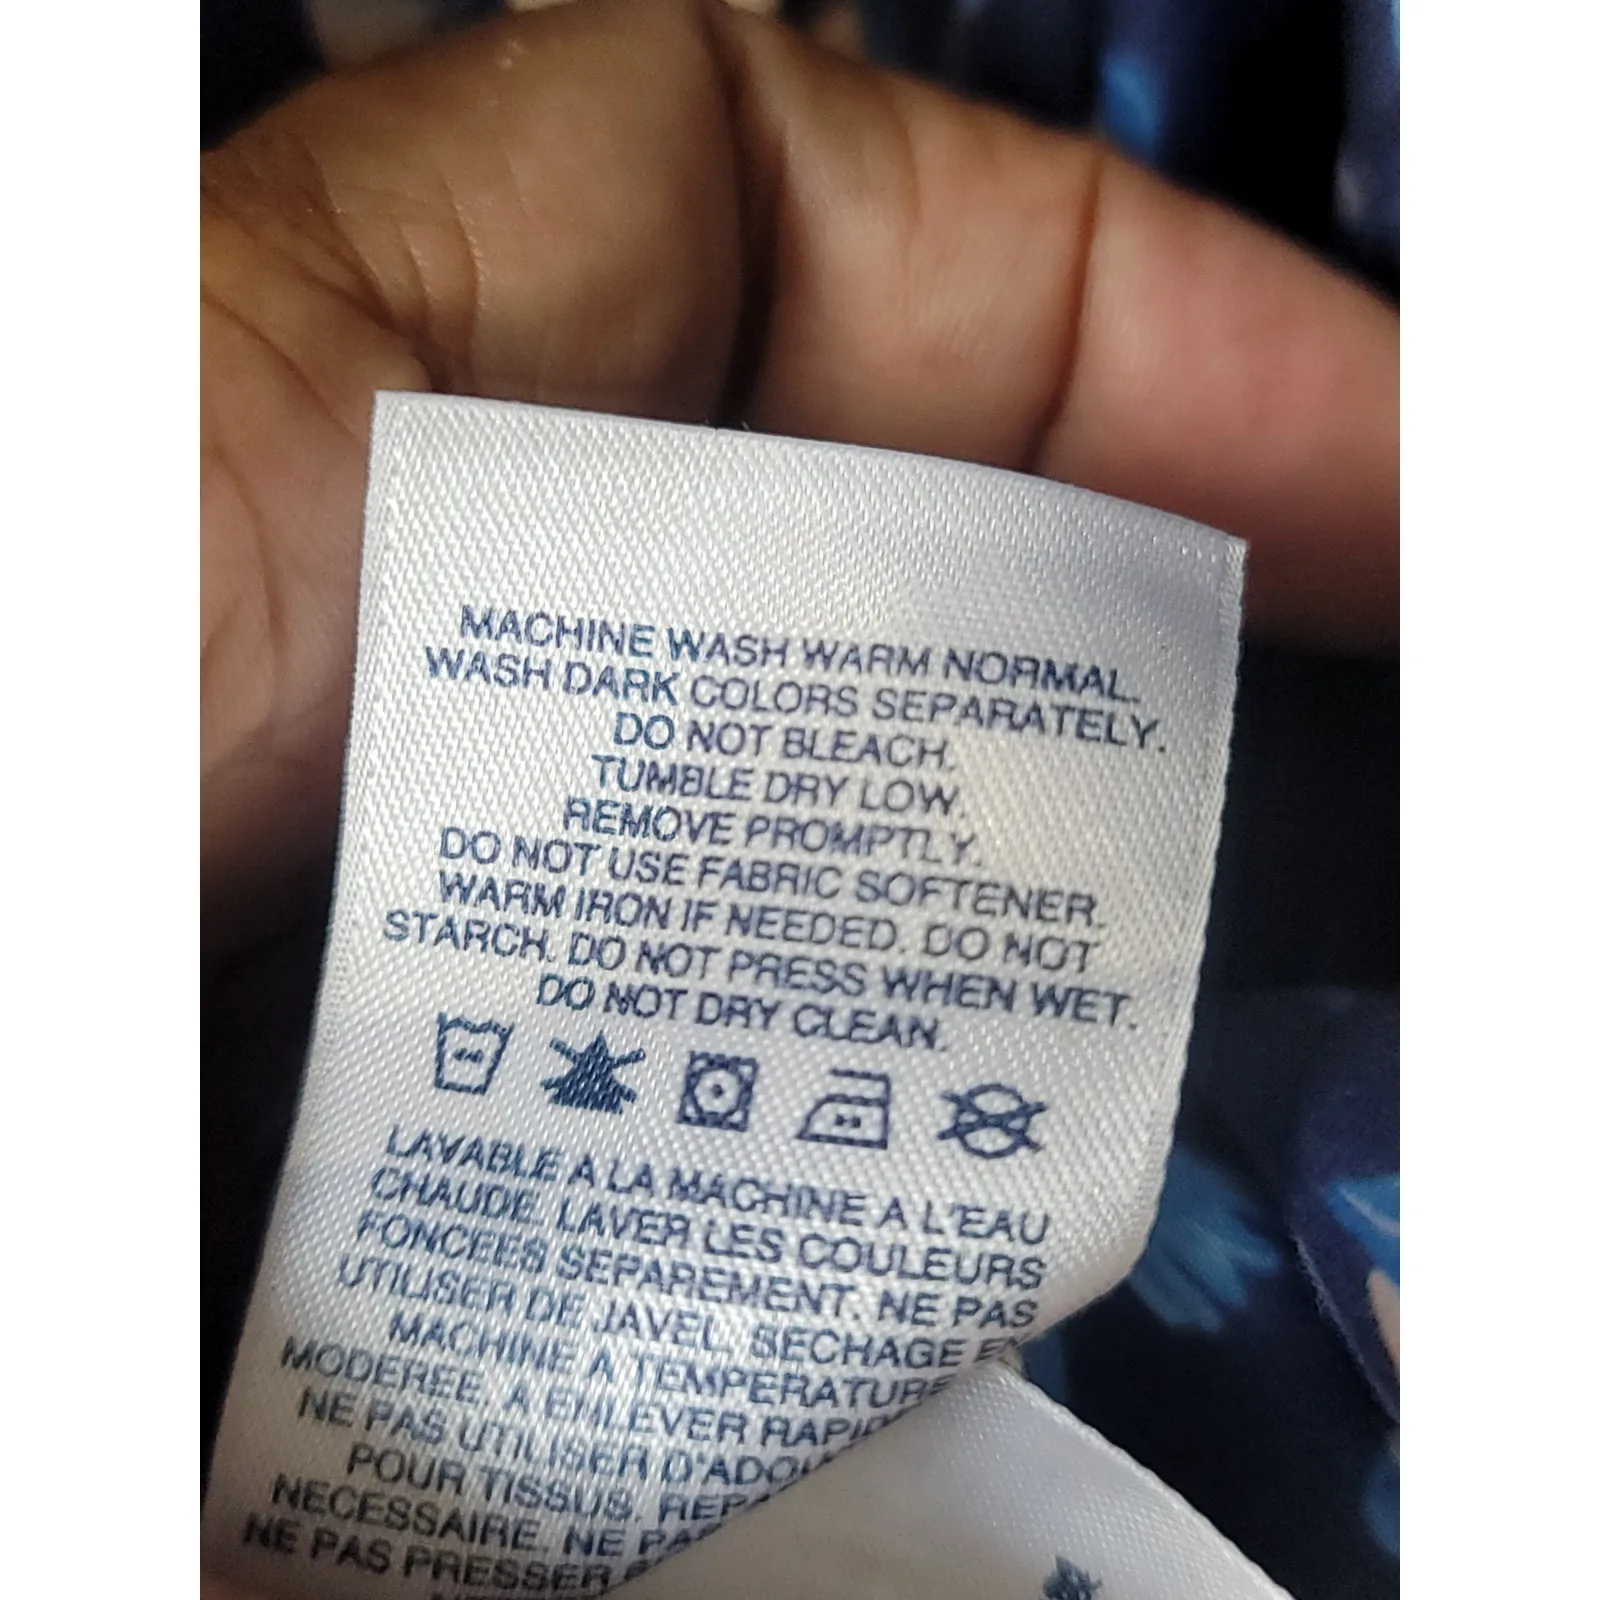 MACHINE WASH WARM NORMAL.
WASH DARK COLORS SEPARATELY.
DO NOT BLEACH.
TUMBLE DRY LOW.
REMOVE PROMPTLY.
DO NOT USE FABRIC SOFTENER.
WARM IRON IF NEEDED. DO NOT
STARCH. DO NOT PRESS WHEN WET.
DO NOT DRY CLEAN.
LAVABLE A LA MACHINE A L'EAU
CHAUDE. LAVER LES COULEURS
FONCEES SEPAREMENT. NE PAS
UTILISER DE JAVEL. SECHAGE
MACHINE A TEMPERATURE
MODEREE. A ENLEVER
NE PAS UTILISER
POUR TISSUS.
NECESSAIRE. NE
NE PAS PRESSER